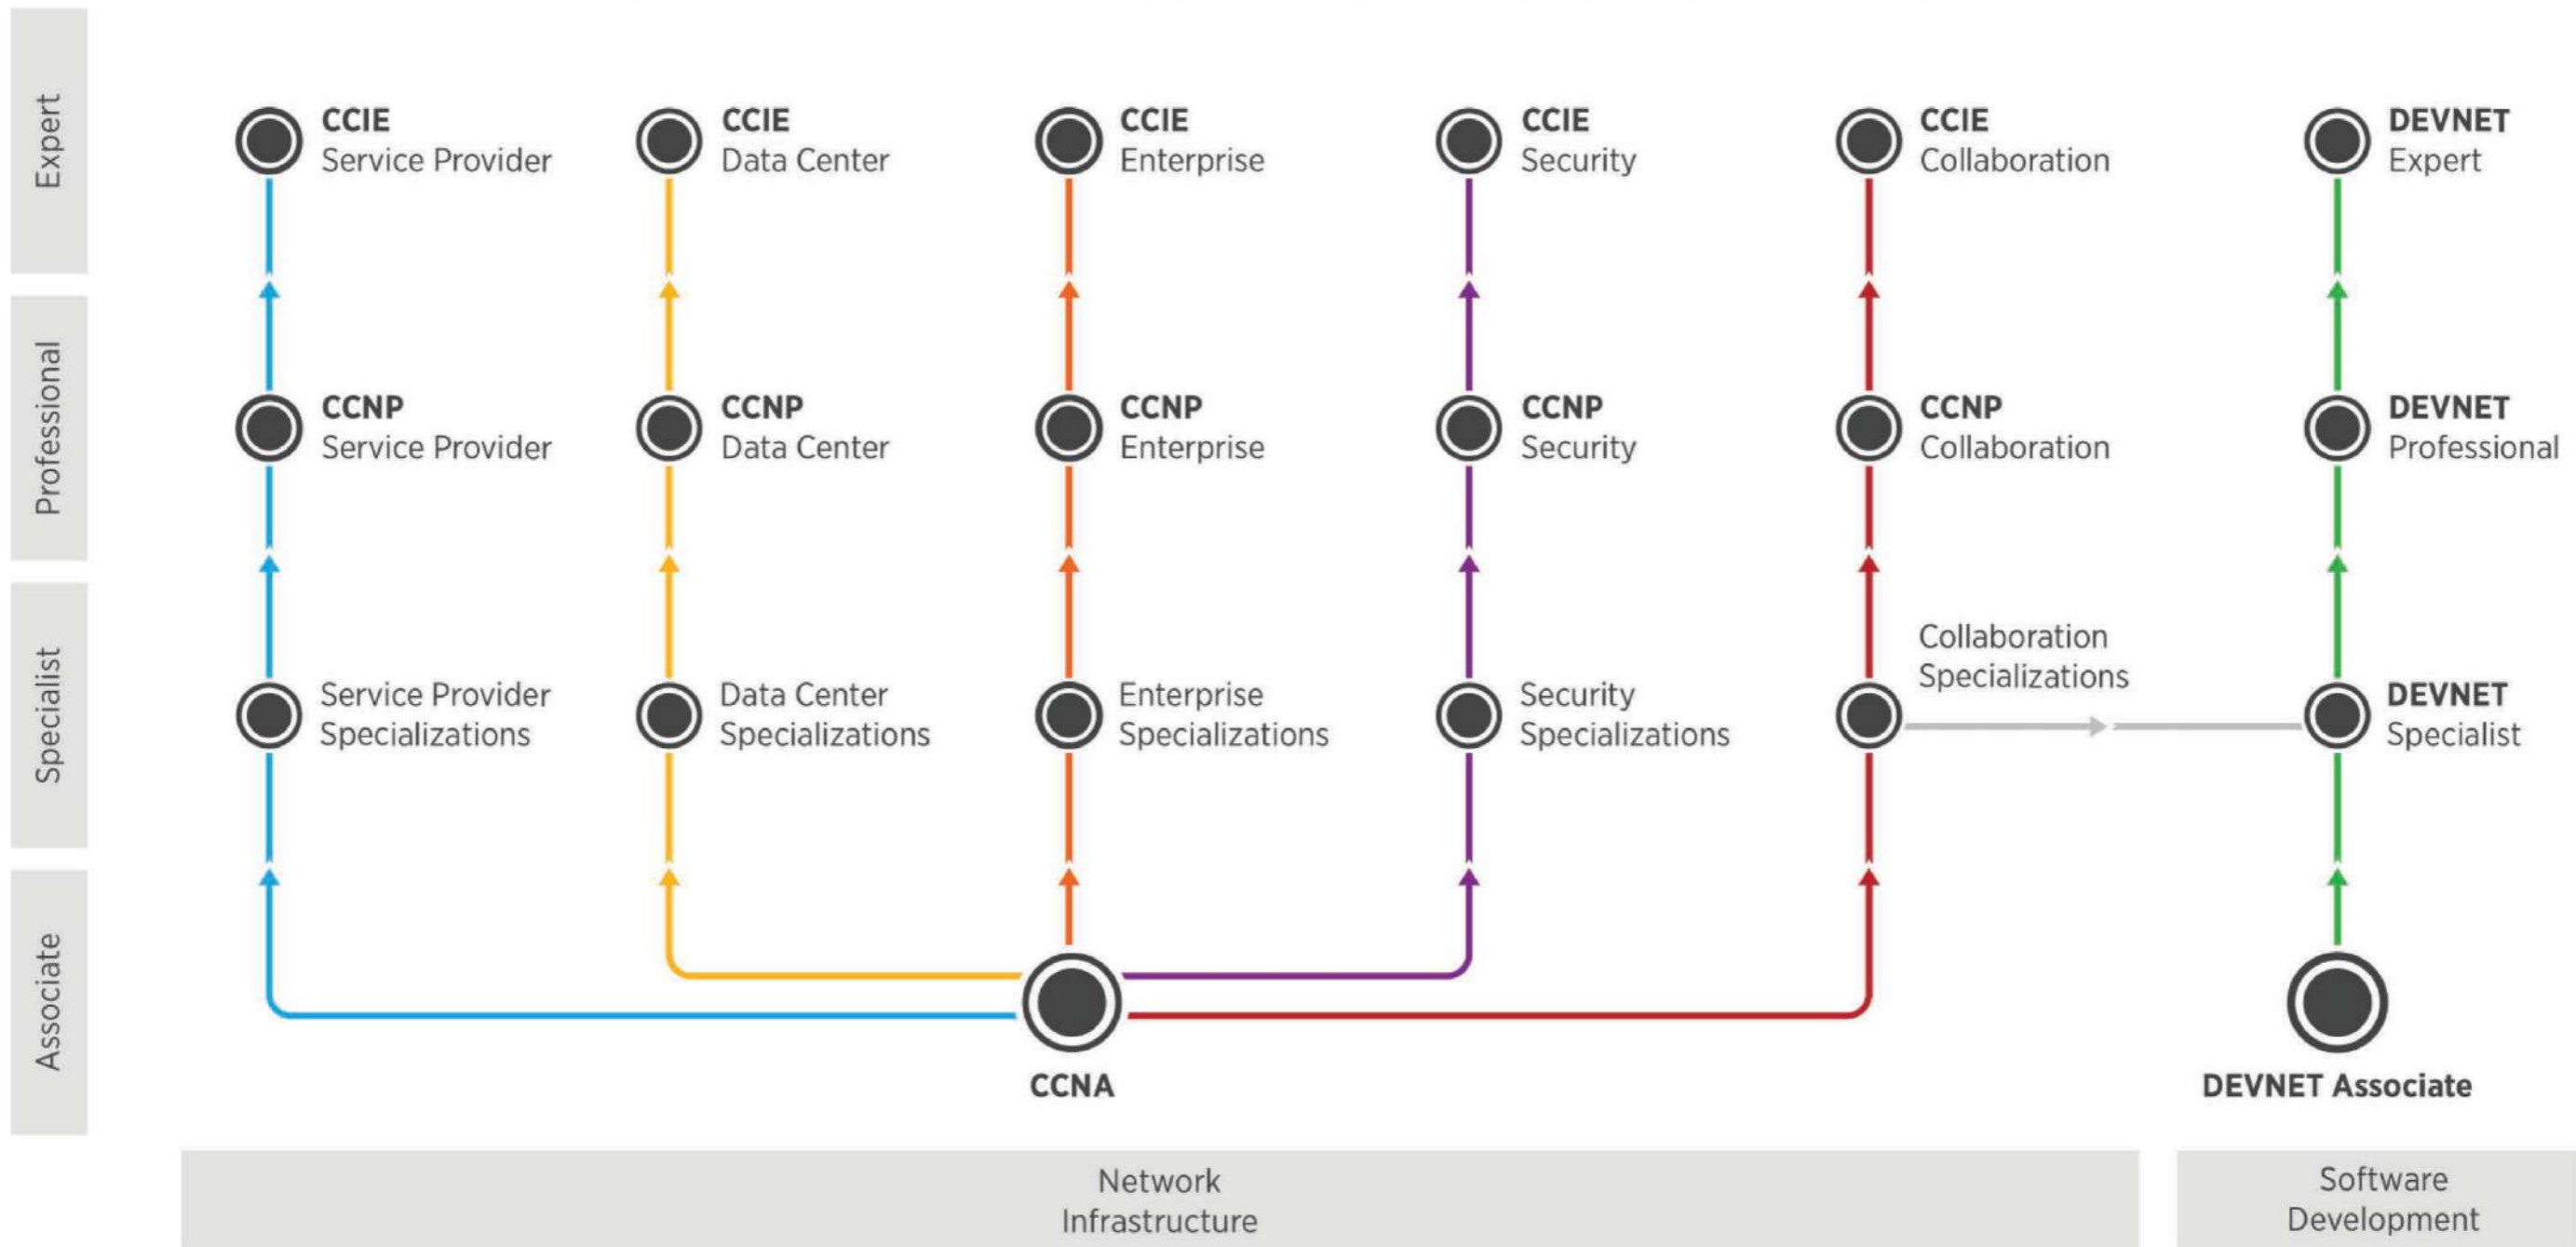 Expert
CCIE
Service Provider
CCIE
Data Center
CCIE
Enterprise
CCIE
Security
CCIE
Collaboration
DEVNET
Expert
Professional
CCNP
Service Provider
CCNP
Data Center
CCNP
Enterprise
CCNP
Security
CCNP
Collaboration
DEVNET
Professional
Specialist
Service Provider
Specializations
Data Center
Specializations
Enterprise
Specializations
Security
Specializations
Collaboration
Specializations
DEVNET
Specialist
Associate
CCNA
DEVNET Associate
Network
Infrastructure
Software
Development